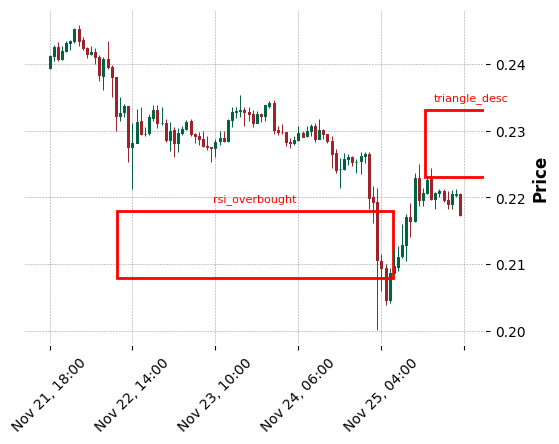 triangle_desc
rsi_overbought
0.24
0.23
0.22
0.21
0.20
Price
Nov 21, 18:00
Nov 22, 14:00
Nov 23, 10:00
Nov 24, 06:00
Nov 25, 04:00